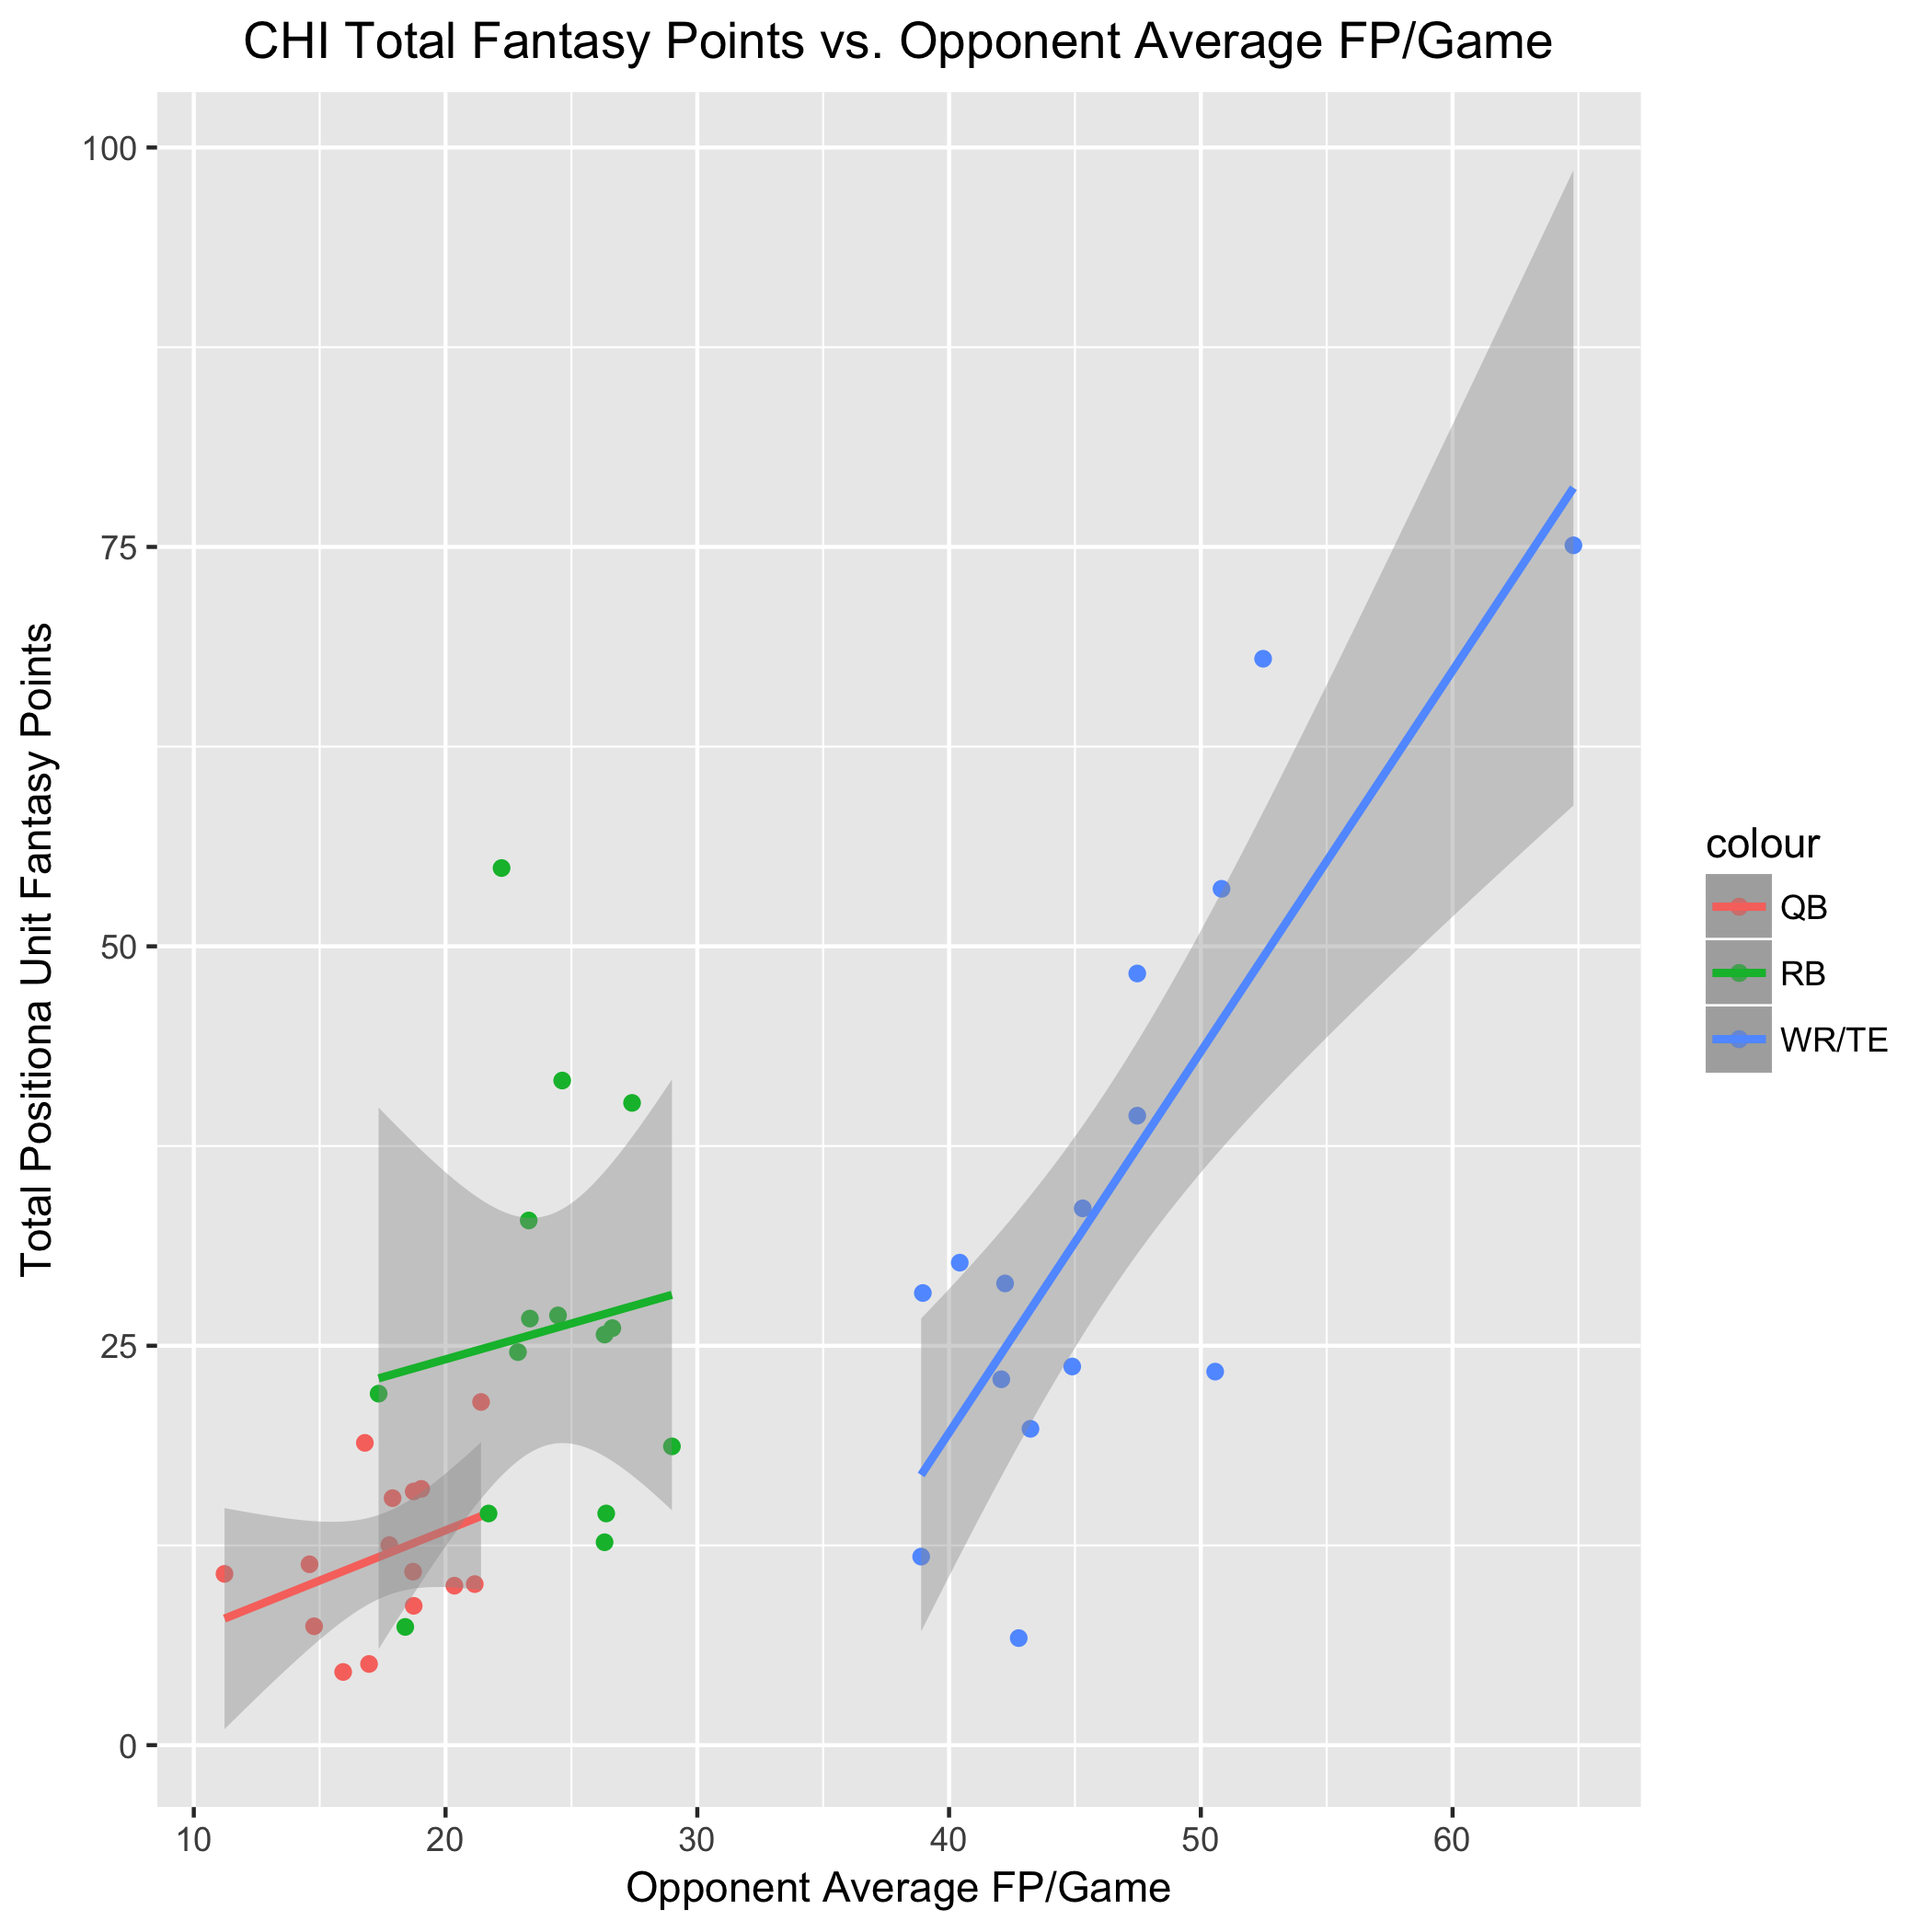 CHI Total Fantasy Points vs. Opponent Average FP/Game
100
75
50
25
0
Total Positiona Unit Fantasy Points
10 20 30 40 50 60
Opponent Average FP/Game
colour
QB
RB
WR/TE